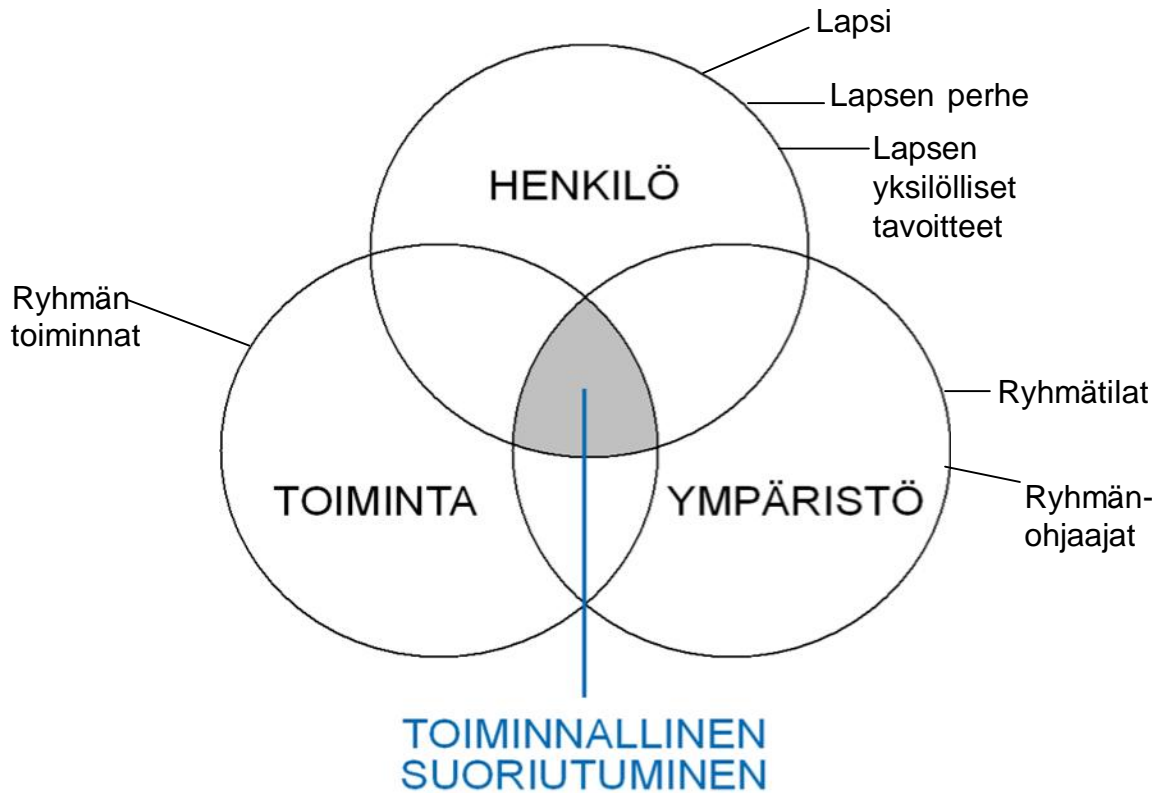 Lapsi
Lapsen perhe
Lapsen
yksilölliset
tavoitteet
HENKILÖ
Ryhmän
toiminnat
Ryhmätilat
TOIMINTA
YMPÄRISTÖ
Ryhmän-
ohjaajat
TOIMINNALLINEN
SUORIUTUMINEN